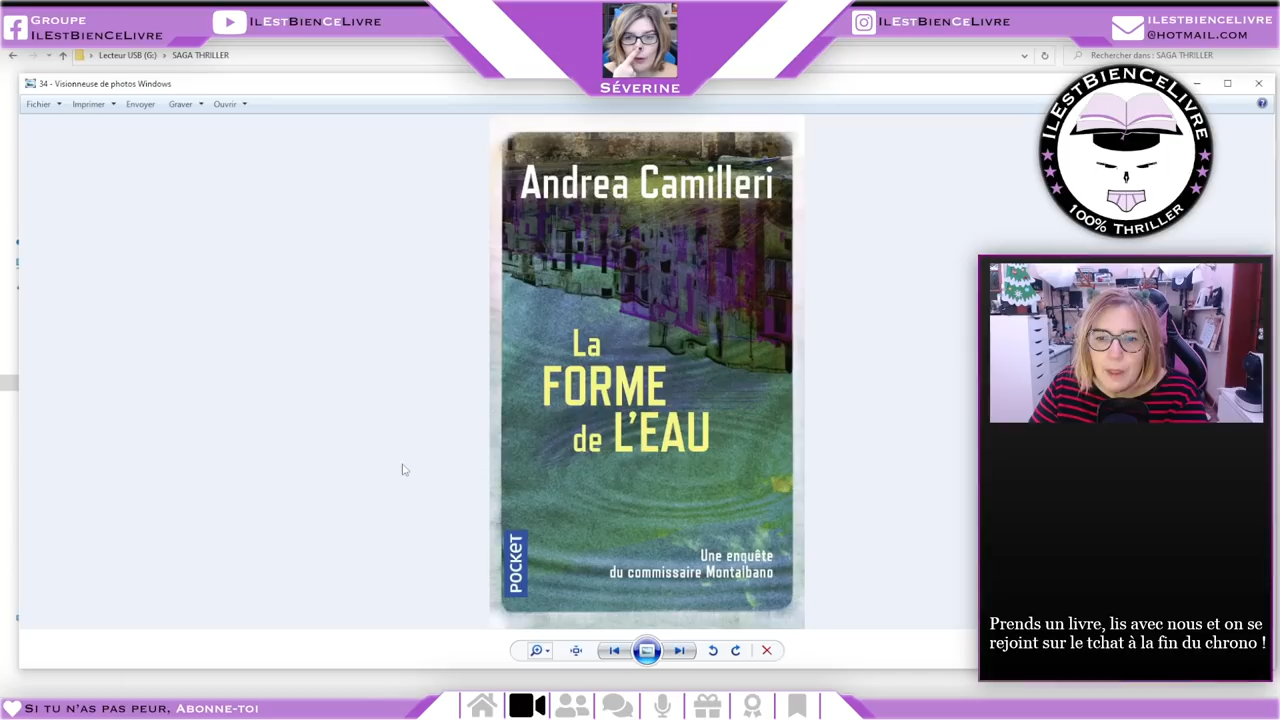 Groupe
IlEstBienCeLivre
IlEstBienCeLivre
IlEstBienCeLivre
ilestbiencelivre
@hotmail.com
Séverine
Lecteur USB (G:) > SAGA THRILLER
Rechercher dans : SAGA THRILLER
34 - Visionneuse de photos Windows
Fichier Imprimer Envoyer Graver Ouvrir
IlEstBienCeLivre
100% Thriller
Andrea Camilleri
La
FORME
de L'EAU
POCKET
Une enquête
du commissaire Montalbano
Prends un livre, lis avec nous et on se
rejoint sur le tchat à la fin du chrono !
Si tu n'as pas peur, Abonne-toi